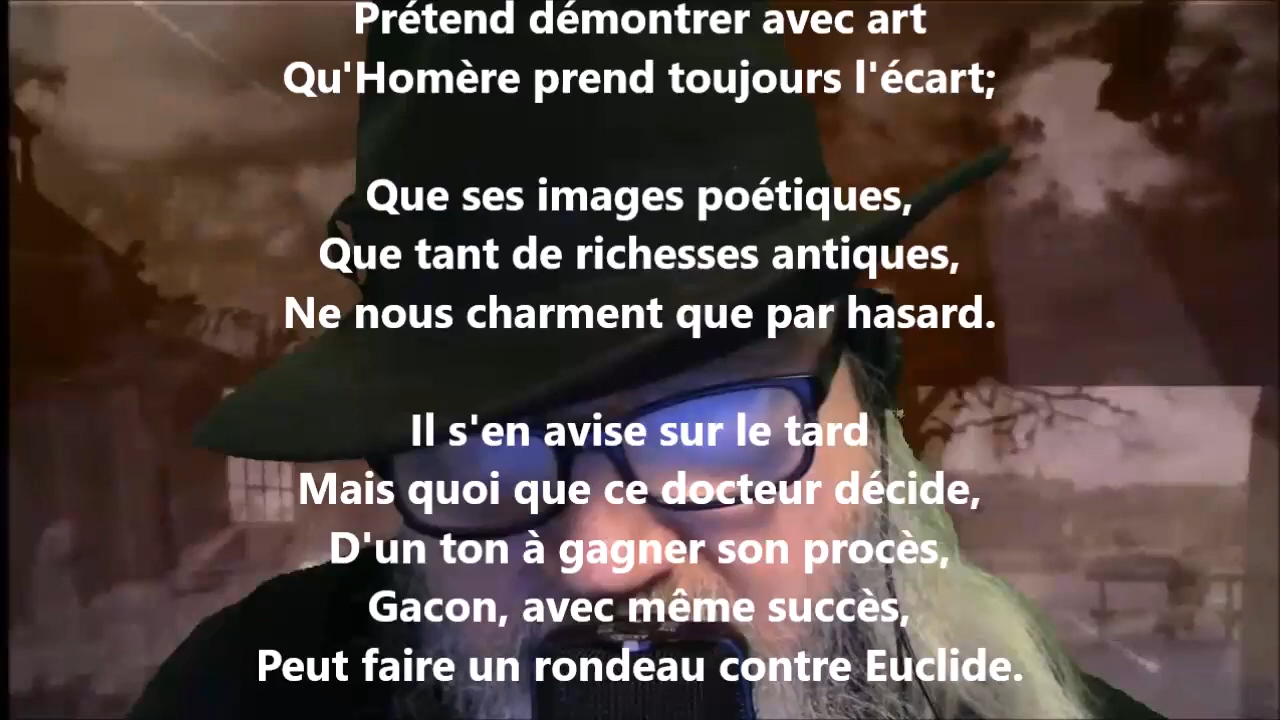 Prétend démontrer avec art
Qu'Homère prend toujours l'écart;
Que ses images poétiques,
Que tant de richesses antiques,
Ne nous charment que par hasard.
Il s'en avise sur le tard
Mais quoi que ce docteur décide,
D'un ton à gagner son procès,
Gacon, avec même succès,
Peut faire un rondeau contre Euclide.